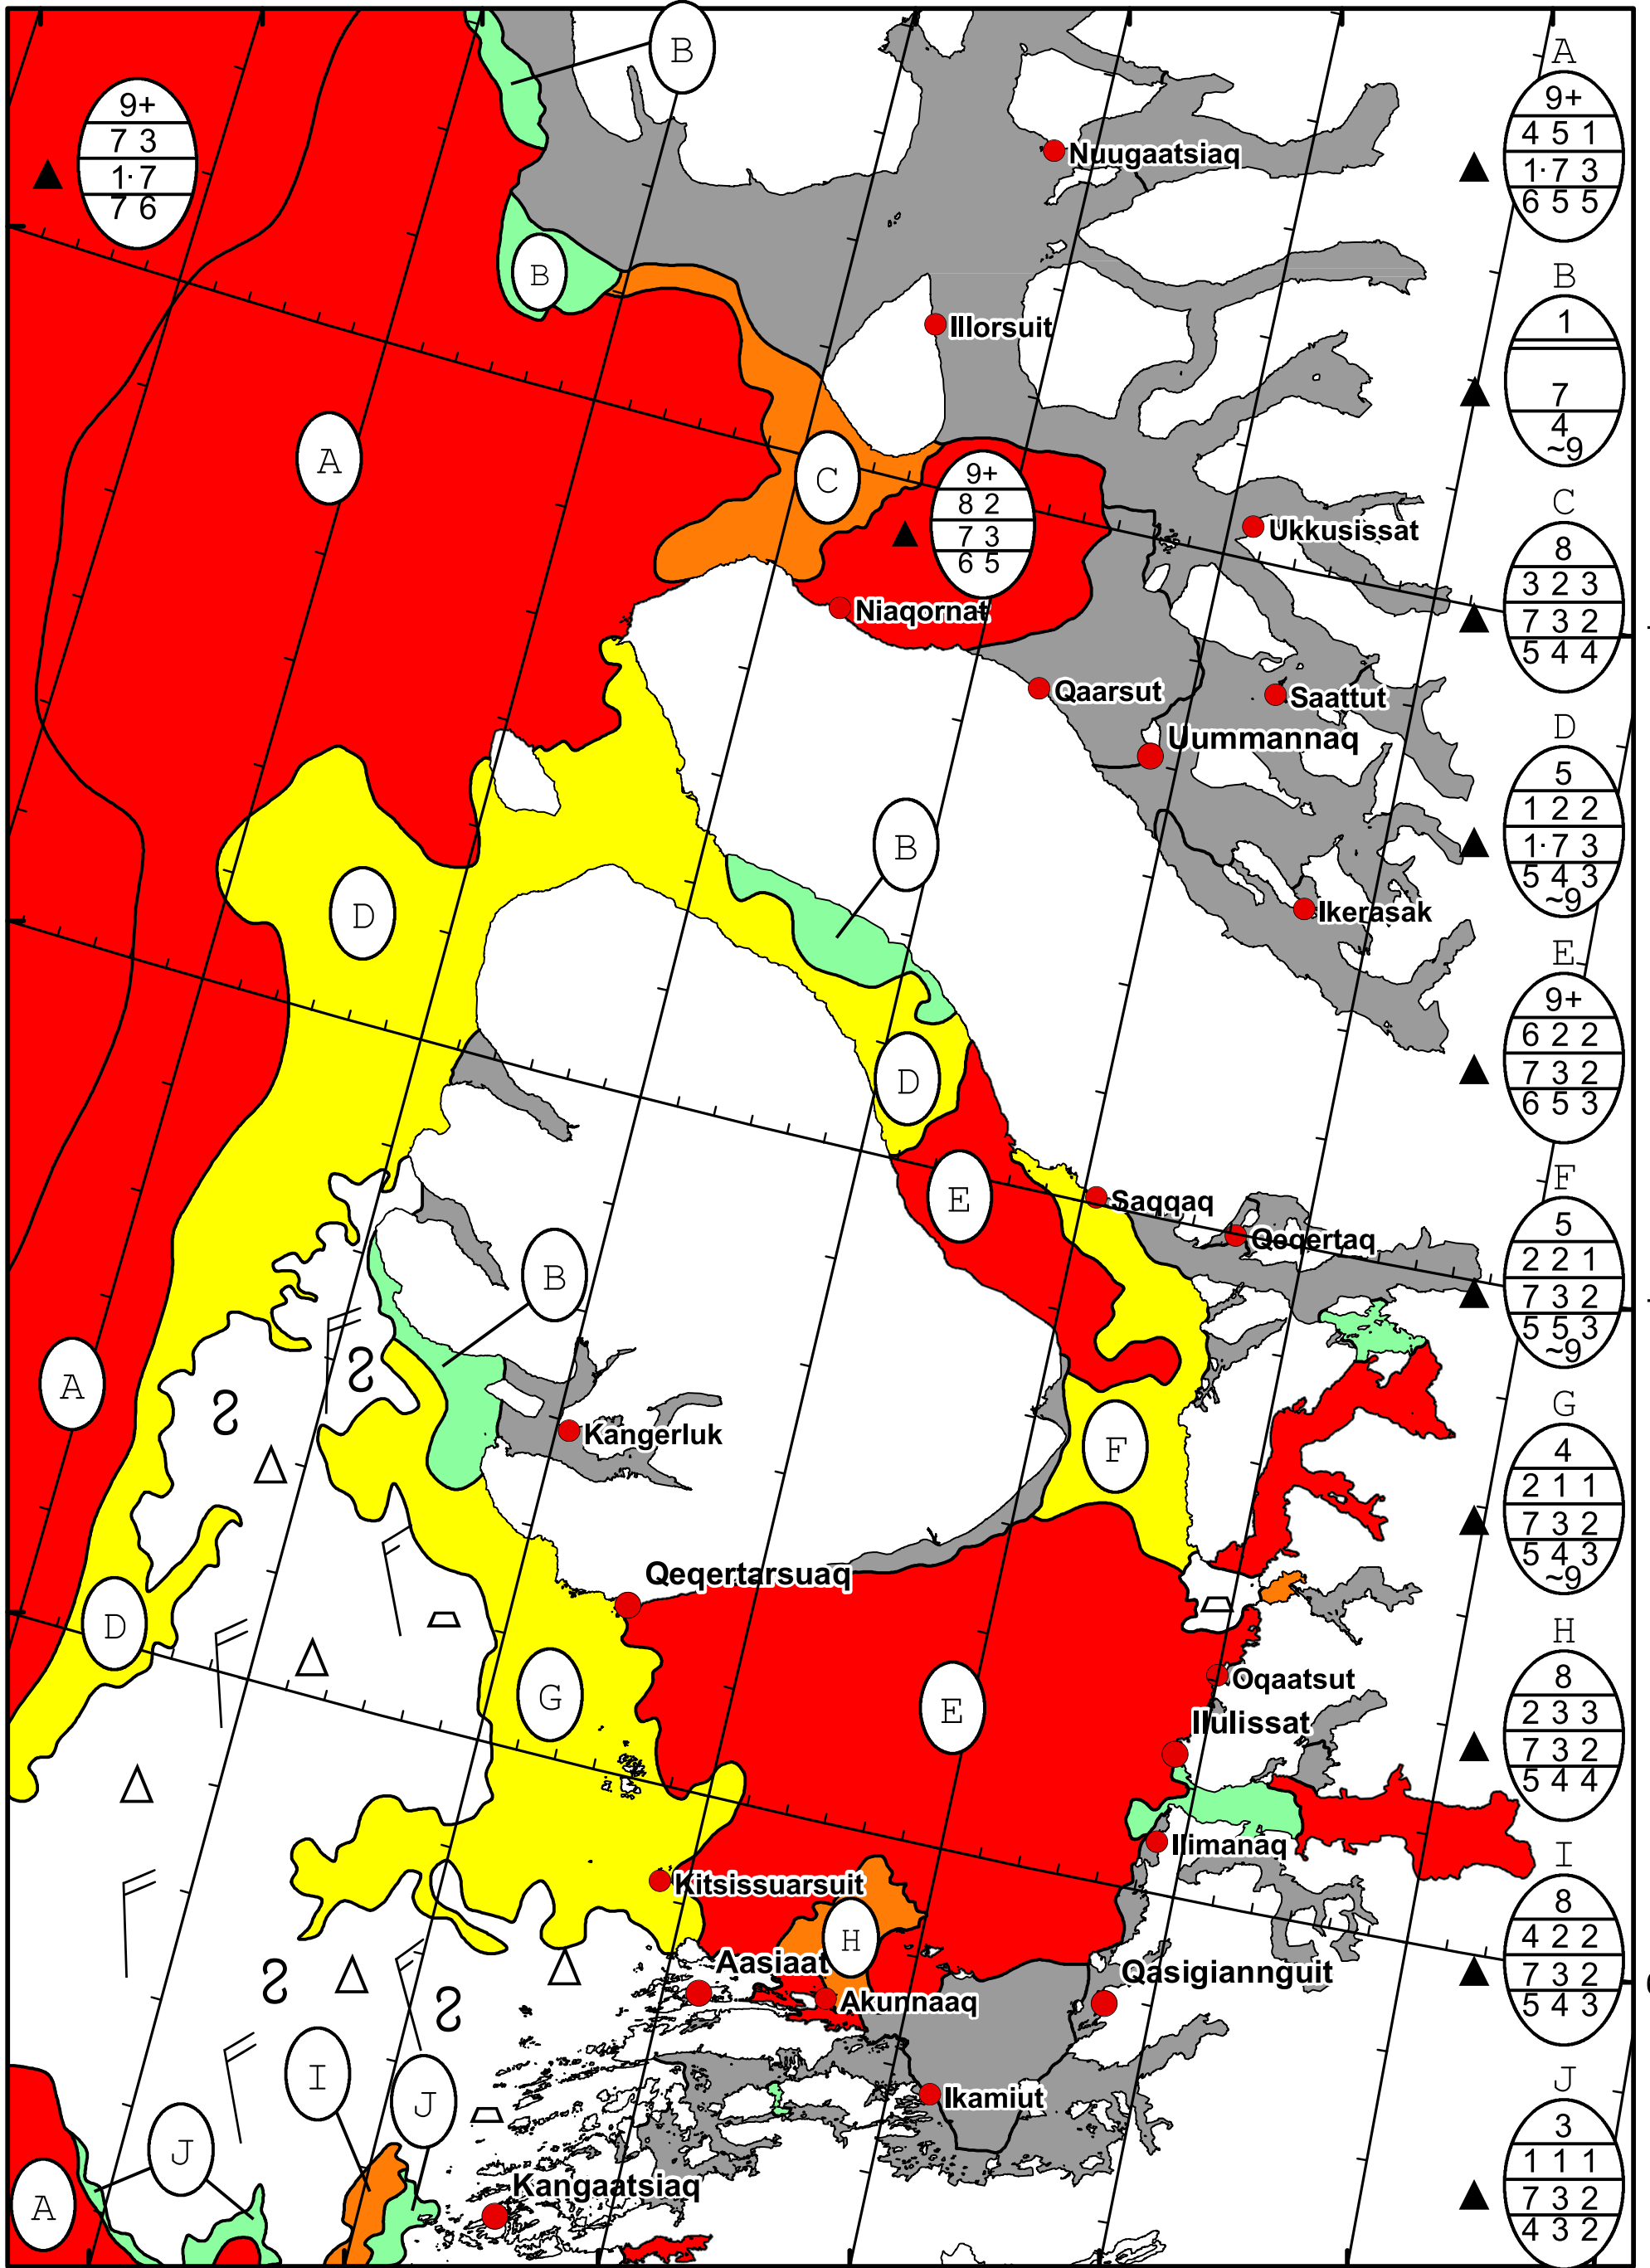 B
A
9+
7 3
1· 7
7 6
9+
4 5 1
1· 7 3
6 5 5
Nuugaatsiaq
B
B
1
7
4
~9
Illorsuit
A
C
9+
8 2
7 3
6 5
C
8
3 2 3
7 3 2
5 4 4
Ukkusissat
Niaqornat
Qaarsut
Saattut
Uummannaq
D
5
1 2 2
1· 7 3
5 4 3
~9
B
D
Ikerasak
E
9+
6 2 2
7 3 2
6 5 3
D
E
Saqqaq
Qeqertaq
F
5
2 2 1
7 3 2
5 5 3
~9
B
A
Kangerluk
F
G
4
2 1 1
7 3 2
5 4 3
~9
Qeqertarsuaq
D
G
E
Oqaatsut
Ilulissat
H
8
2 3 3
7 3 2
5 4 4
Ilimanaq
Kitsissuarsuit
H
I
8
4 2 2
7 3 2
5 4 3
Aasiaat
Qasigiannguit
Akunnaaq
I
J
Ikamiut
J
3
1 1 1
7 3 2
4 3 2
J
A
Kangaatsiaq